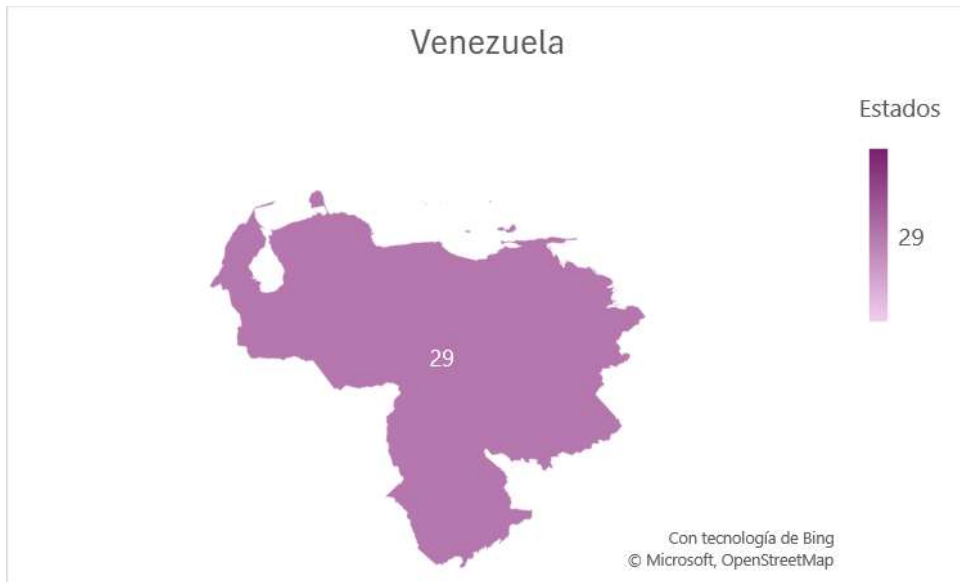 Venezuela
Estados
29
29
Con tecnología de Bing
© Microsoft, OpenStreetMap